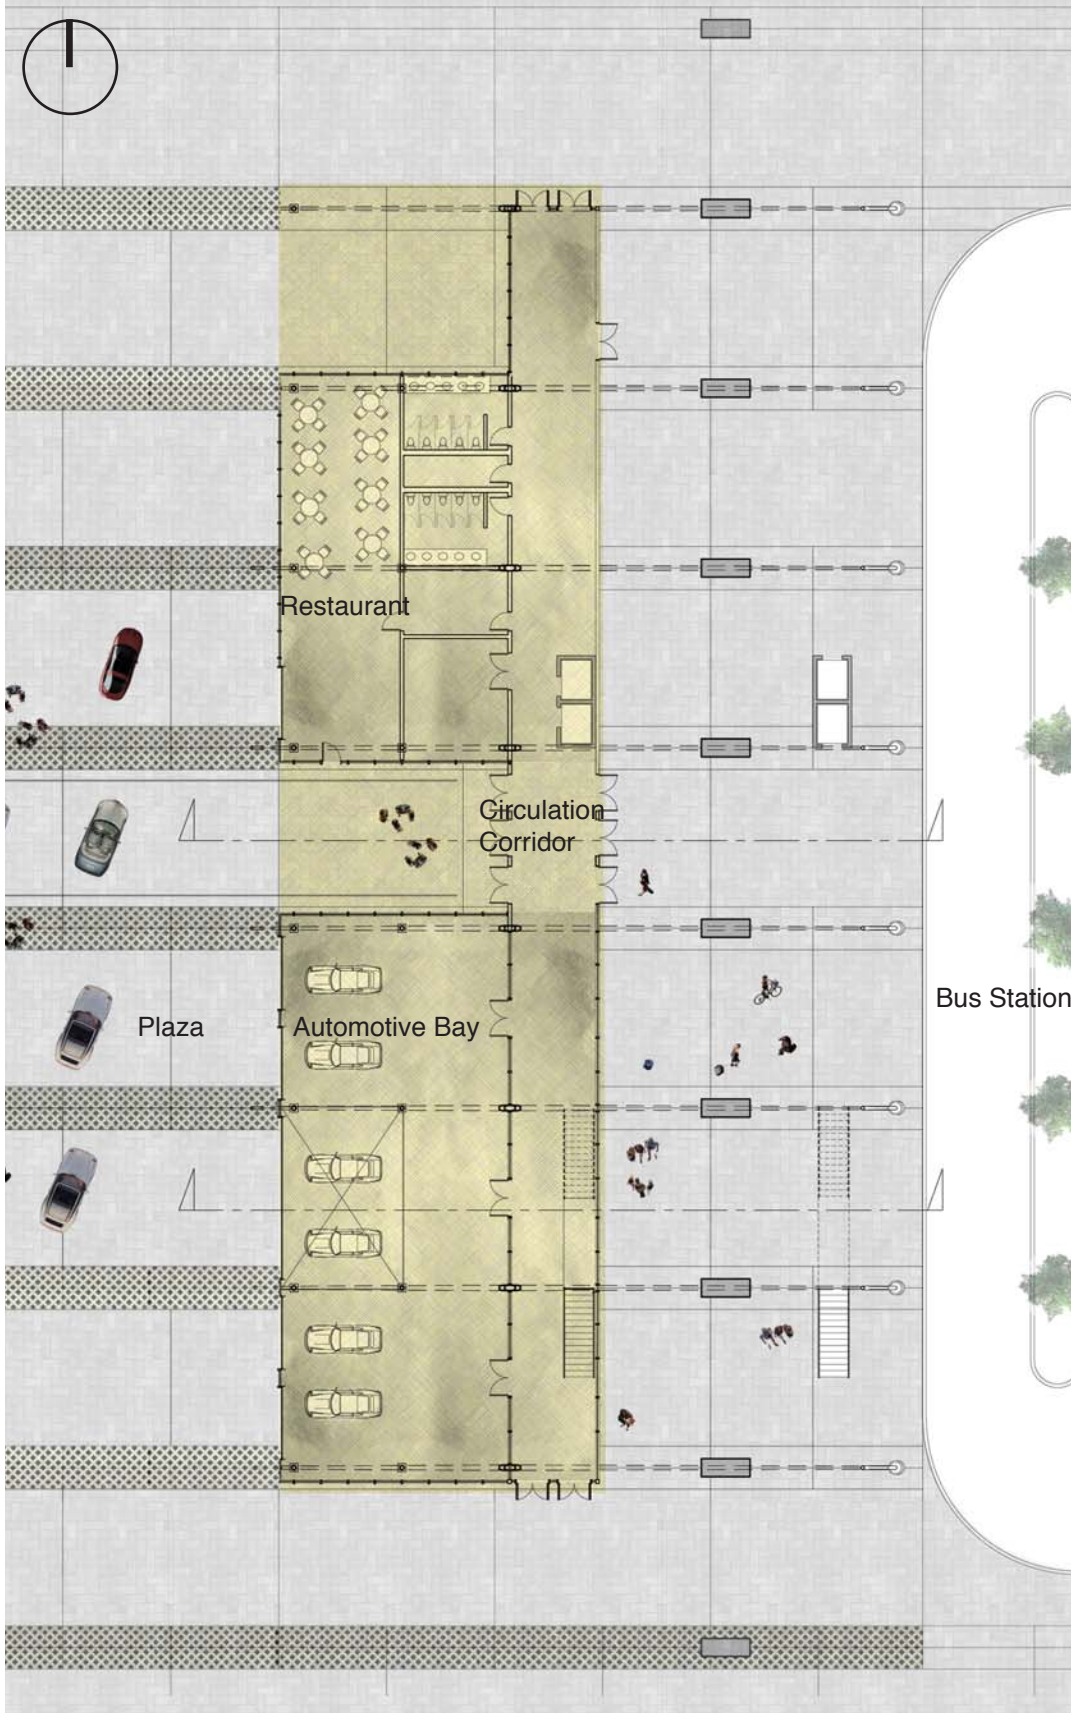 Restaurant
Circulation
Corridor
Bus Station
Plaza
Automotive Bay